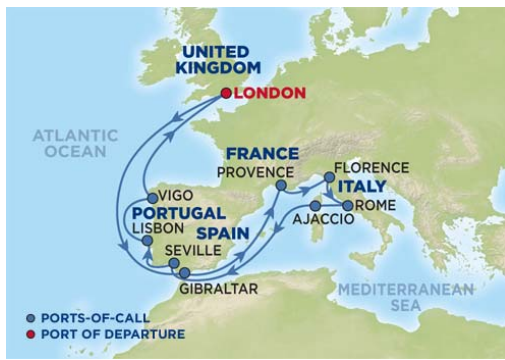 UNITED
KINGDOM
LONDON
ATLANTIC
OCEAN
FRANCE
PROVENCE
FLORENCE
ITALY
ROME
AJACCIO
VIGO
PORTUGAL
LISBON
SPAIN
SEVILLE
GIBRALTAR
MEDITERRANEAN
SEA
PORTS-OF-CALL
PORT OF DEPARTURE